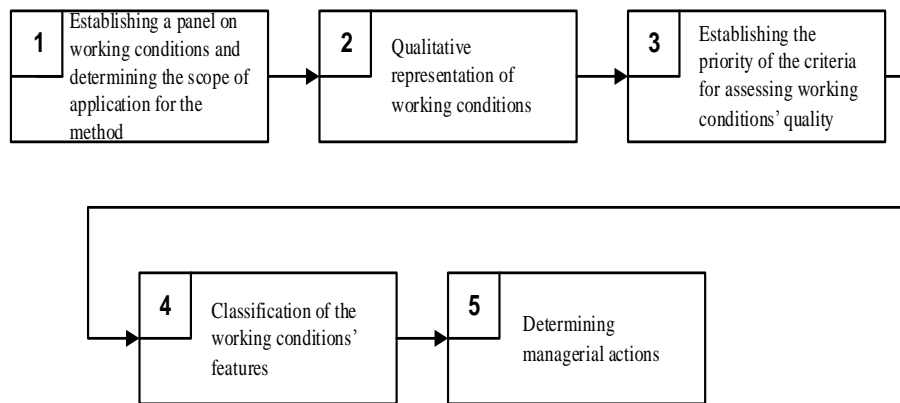 1
Establishing a panel on
working conditions and
determining the scope of
application for the
method
2
Qualitative
representation of
working conditions
3
Establishing the
priority of the criteria
for assessing working
conditions' quality
4
Classification of the
working conditions'
features
5
Determining
managerial actions